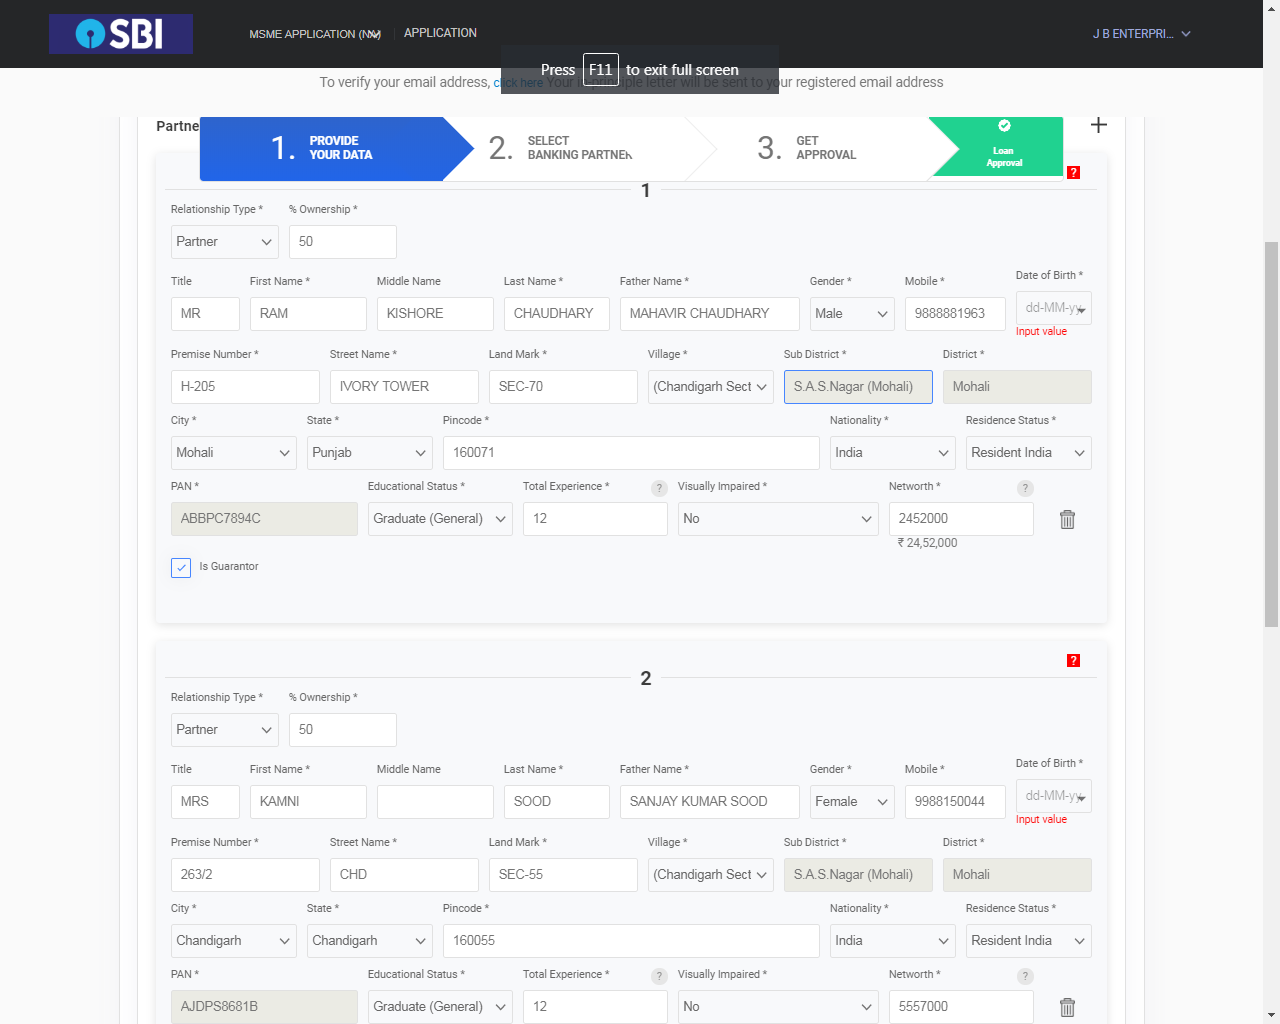 SBI
MSME APPLICATION (NV)
APPLICATION
J B ENTERPRI...
Press F11 to exit full screen
To verify your email address, click here Your in-principle letter will be sent to your registered email address
Partne
1. PROVIDE YOUR DATA
2. SELECT BANKING PARTNER
3. GET APPROVAL
Loan Approval
?
1
Relationship Type * % Ownership *
Partner 50
Title First Name * Middle Name Last Name * Father Name * Gender * Mobile * Date of Birth *
MR RAM KISHORE CHAUDHARY MAHAVIR CHAUDHARY Male 9888881963 dd-MM-yy
Input value
Premise Number * Street Name * Land Mark * Village * Sub District * District *
H-205 IVORY TOWER SEC-70 (Chandigarh Sect S.A.S.Nagar (Mohali) Mohali
City * State * Pincode * Nationality * Residence Status *
Mohali Punjab 160071 India Resident India
PAN * Educational Status * Total Experience * ? Visually Impaired * Networth * ?
ABBPC7894C Graduate (General) 12 No 2452000
₹ 24,52,000
Is Guarantor
?
2
Relationship Type * % Ownership *
Partner 50
Title First Name * Middle Name Last Name * Father Name * Gender * Mobile * Date of Birth *
MRS KAMNI SOOD SANJAY KUMAR SOOD Female 9988150044 dd-MM-yy
Input value
Premise Number * Street Name * Land Mark * Village * Sub District * District *
263/2 CHD SEC-55 (Chandigarh Sect S.A.S.Nagar (Mohali) Mohali
City * State * Pincode * Nationality * Residence Status *
Chandigarh Chandigarh 160055 India Resident India
PAN * Educational Status * Total Experience * ? Visually Impaired * Networth * ?
AJDPS8681B Graduate (General) 12 No 5557000